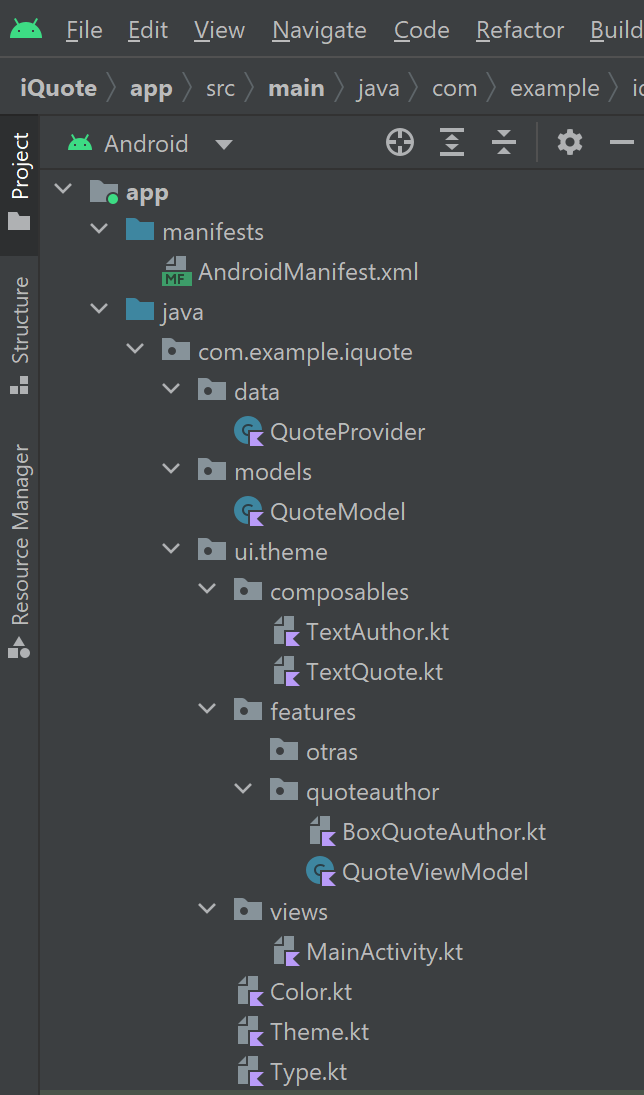 File Edit View Navigate Code Refactor Build
iQuote app src main java com example
Android
Project
Structure
Resource Manager
app
manifests
MF AndroidManifest.xml
java
com.example.iquote
data
QuoteProvider
models
QuoteModel
ui.theme
composables
TextAuthor.kt
TextQuote.kt
features
otras
quoteauthor
BoxQuoteAuthor.kt
QuoteViewModel
views
MainActivity.kt
Color.kt
Theme.kt
Type.kt